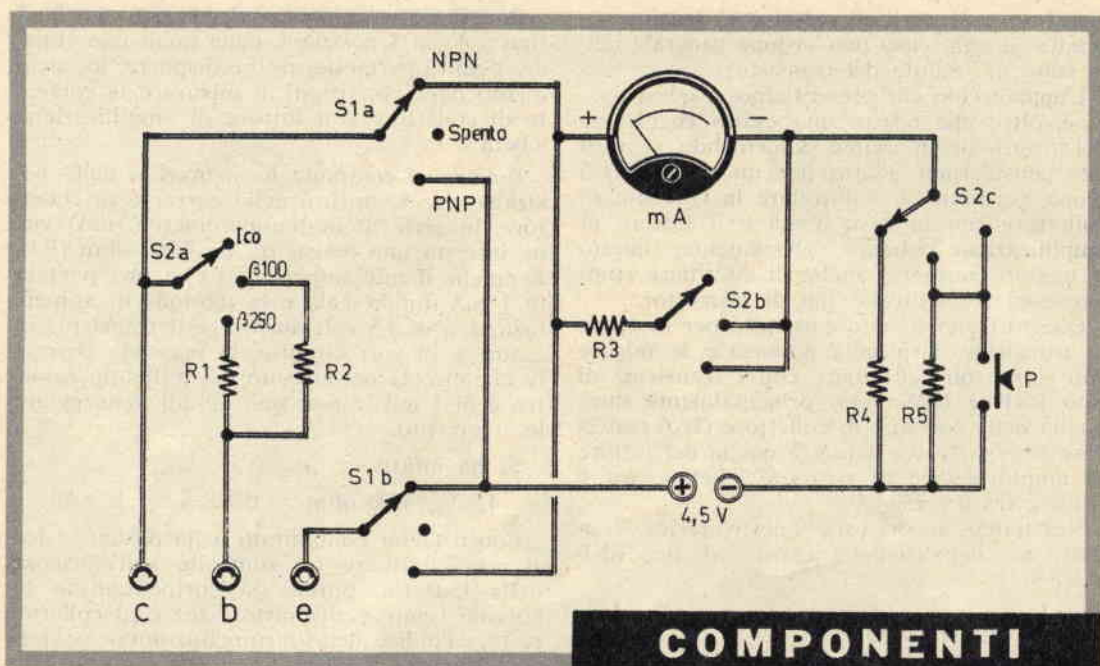 NPN
S1a
Spento
PNP
+
−
m A
S2c
S2a
Ico
β100
β250
R1
R2
R3
S2b
R4
R5
P
S1b
+
−
4,5 V
c
b
e
COMPONENTI